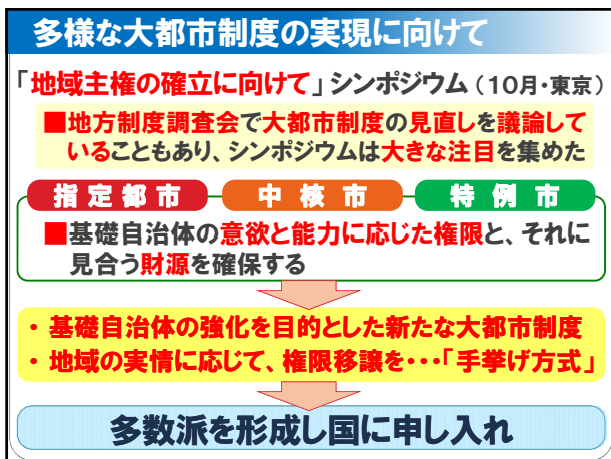 多様な大都市制度の実現に向けて
「地域主権の確立に向けて」シンポジウム（10月・東京）
■地方制度調査会で大都市制度の見直しを議論して
いることもあり、シンポジウムは大きな注目を集めた
指定都市 中核市 特例市
■基礎自治体の意欲と能力に応じた権限と、それに
見合う財源を確保する
・基礎自治体の強化を目的とした新たな大都市制度
・地域の実情に応じて、権限移譲を・・・「手挙げ方式」
多数派を形成し国に申し入れ